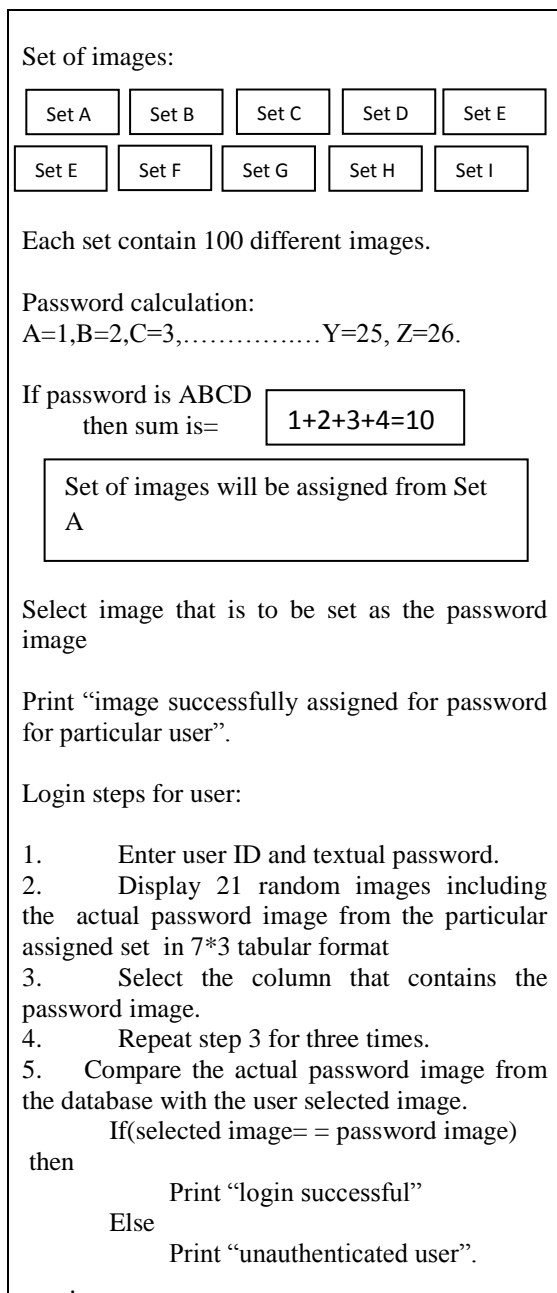 Set of images:
Set A Set B Set C Set D Set E
Set E Set F Set G Set H Set I
Each set contain 100 different images.
Password calculation:
A=1,B=2,C=3,…………..…Y=25, Z=26.
If password is ABCD
then sum is= 1+2+3+4=10
Set of images will be assigned from Set
A
Select image that is to be set as the password
image
Print “image successfully assigned for password
for particular user”.
Login steps for user:
1. Enter user ID and textual password.
2. Display 21 random images including
the actual password image from the particular
assigned set in 7*3 tabular format
3. Select the column that contains the
password image.
4. Repeat step 3 for three times.
5. Compare the actual password image from
the database with the user selected image.
If(selected image= = password image)
then
Print “login successful”
Else
Print “unauthenticated user”.